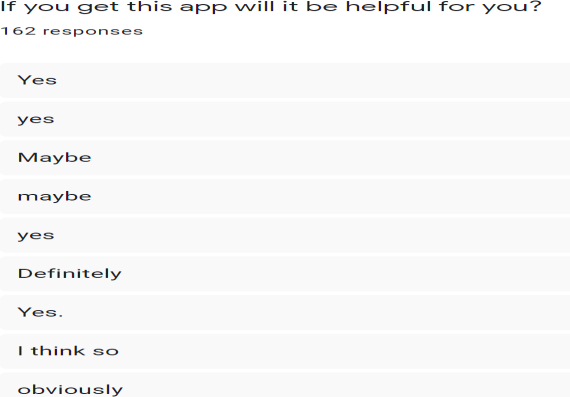 If you get this app will it be helpful for you?
162 responses
Yes
yes
Maybe
maybe
yes
Definitely
Yes.
I think so
obviously